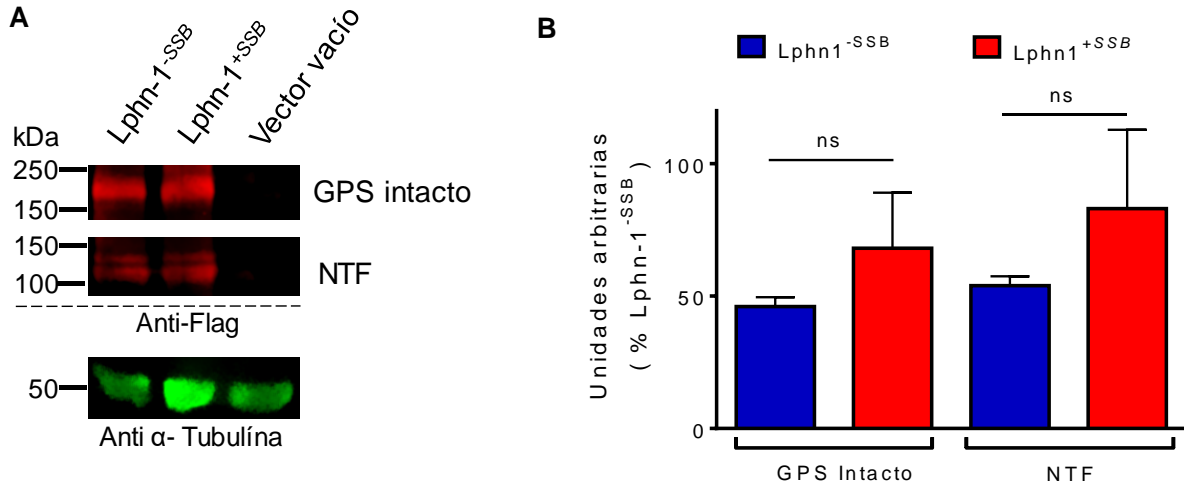 A
Lphn-1-SSB
Lphn-1+SSB
Vector vacío
kDa
250
150
GPS intacto
150
100
NTF
Anti-Flag
50
Anti α- Tubulína
B
Lphn1-SSB
Lphn1+SSB
ns
ns
Unidades arbitrarias
( % Lphn-1-SSB )
100
50
0
GPS Intacto
NTF